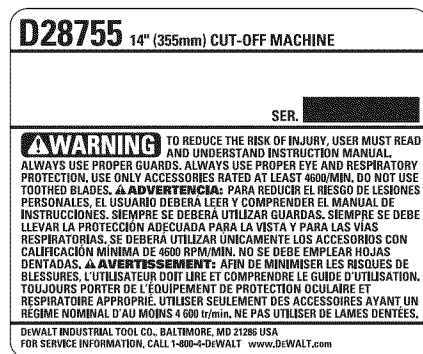 D28755 14" (355mm) CUT-OFF MACHINE
SER.
⚠WARNING TO REDUCE THE RISK OF INJURY, USER MUST READ
AND UNDERSTAND INSTRUCTION MANUAL.
ALWAYS USE PROPER GUARDS. ALWAYS USE PROPER EYE AND RESPIRATORY
PROTECTION. USE ONLY ACCESSORIES RATED AT LEAST 4600/MIN. DO NOT USE
TOOTHED BLADES. ⚠ADVERTENCIA: PARA REDUCIR EL RIESGO DE LESIONES
PERSONALES, EL USUARIO DEBERÁ LEER Y COMPRENDER EL MANUAL DE
INSTRUCCIONES. SIEMPRE SE DEBERÁ UTILIZAR GUARDAS. SIEMPRE SE DEBE
LLEVAR LA PROTECCIÓN ADECUADA PARA LA VISTA Y PARA LAS VÍAS
RESPIRATORIAS. SE DEBERÁ UTILIZAR ÚNICAMENTE LOS ACCESORIOS CON
CALIFICACIÓN MÍNIMA DE 4600 RPM/MIN. NO SE DEBE EMPLEAR HOJAS
DENTADAS. ⚠AVERTISSEMENT: AFIN DE MINIMISER LES RISQUES DE
BLESSURES, L'UTILISATEUR DOIT LIRE ET COMPRENDRE LE GUIDE D'UTILISATION.
TOUJOURS PORTER DE L'ÉQUIPEMENT DE PROTECTION OCULAIRE ET
RESPIRATOIRE APPROPRIÉ. UTILISER SEULEMENT DES ACCESSOIRES AYANT UN
RÉGIME NOMINAL D'AU MOINS 4 600 tr/min. NE PAS UTILISER DE LAMES DENTÉES.
DEWALT INDUSTRIAL TOOL CO., BALTIMORE, MD 21286 USA
FOR SERVICE INFORMATION, CALL 1-800-4-DEWALT www.DEWALT.com